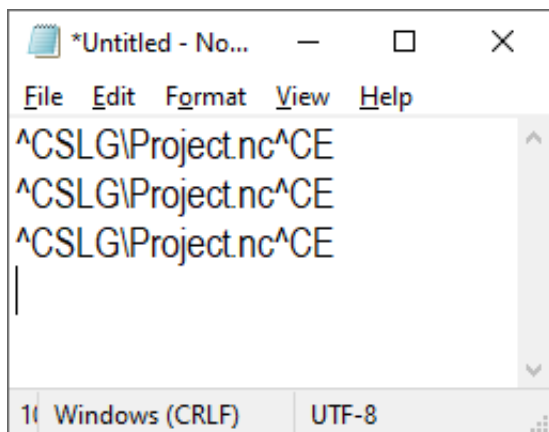 *Untitled - No...
File Edit Format View Help
^CSLG\Project.nc^CE
^CSLG\Project.nc^CE
^CSLG\Project.nc^CE
Windows (CRLF) UTF-8